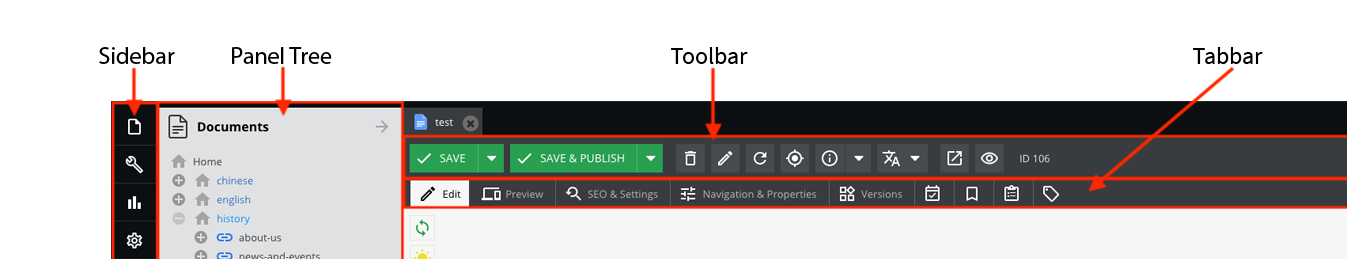 Sidebar
Panel Tree
Toolbar
Tabbar
Documents
test
Home
SAVE
SAVE & PUBLISH
ID 106
chinese
Edit
Preview
SEO & Settings
Navigation & Properties
Versions
english
history
about-us
news-and-events